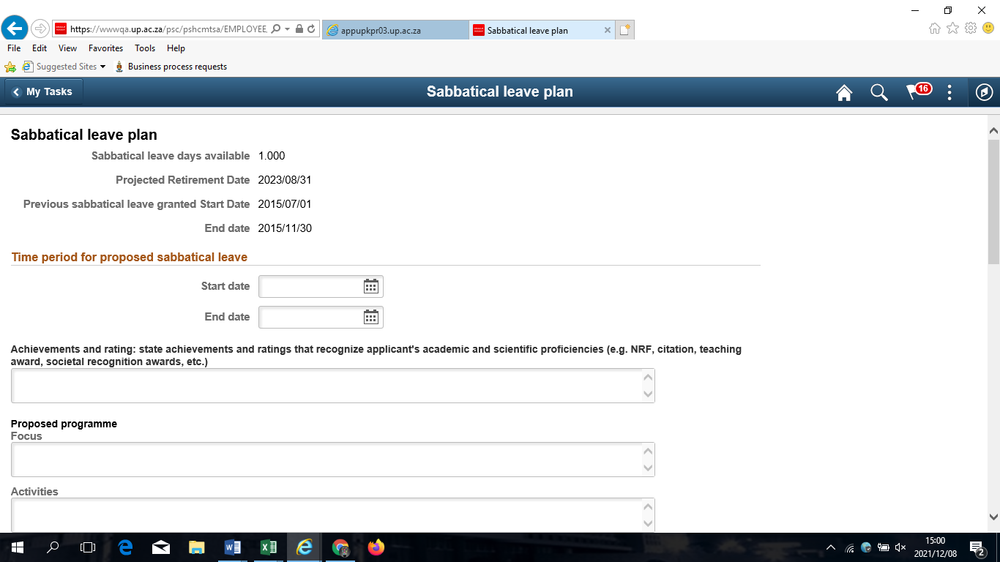 https://wwwqa.up.ac.za/psc/pshcmtsa/EMPLOYEE,
appupkpr03.up.ac.za
Sabbatical leave plan
File Edit View Favorites Tools Help
Suggested Sites
Business process requests
My Tasks
Sabbatical leave plan
16
Sabbatical leave plan
Sabbatical leave days available 1.000
Projected Retirement Date 2023/08/31
Previous sabbatical leave granted Start Date 2015/07/01
End date 2015/11/30
Time period for proposed sabbatical leave
Start date
End date
Achievements and rating: state achievements and ratings that recognize applicant's academic and scientific proficiencies (e.g. NRF, citation, teaching
award, societal recognition awards, etc.)
Proposed programme
Focus
Activities
15:00
2021/12/08
2